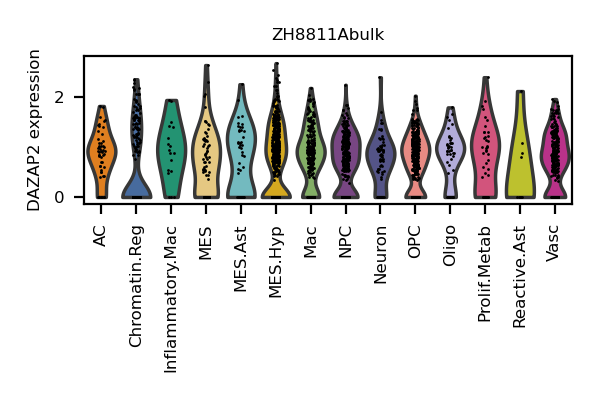 ZH8811Abulk
DAZAP2 expression
2
0
AC
Chromatin.Reg
Inflammatory.Mac
MES
MES.Ast
MES.Hyp
Mac
NPC
Neuron
OPC
Oligo
Prolif.Metab
Reactive.Ast
Vasc